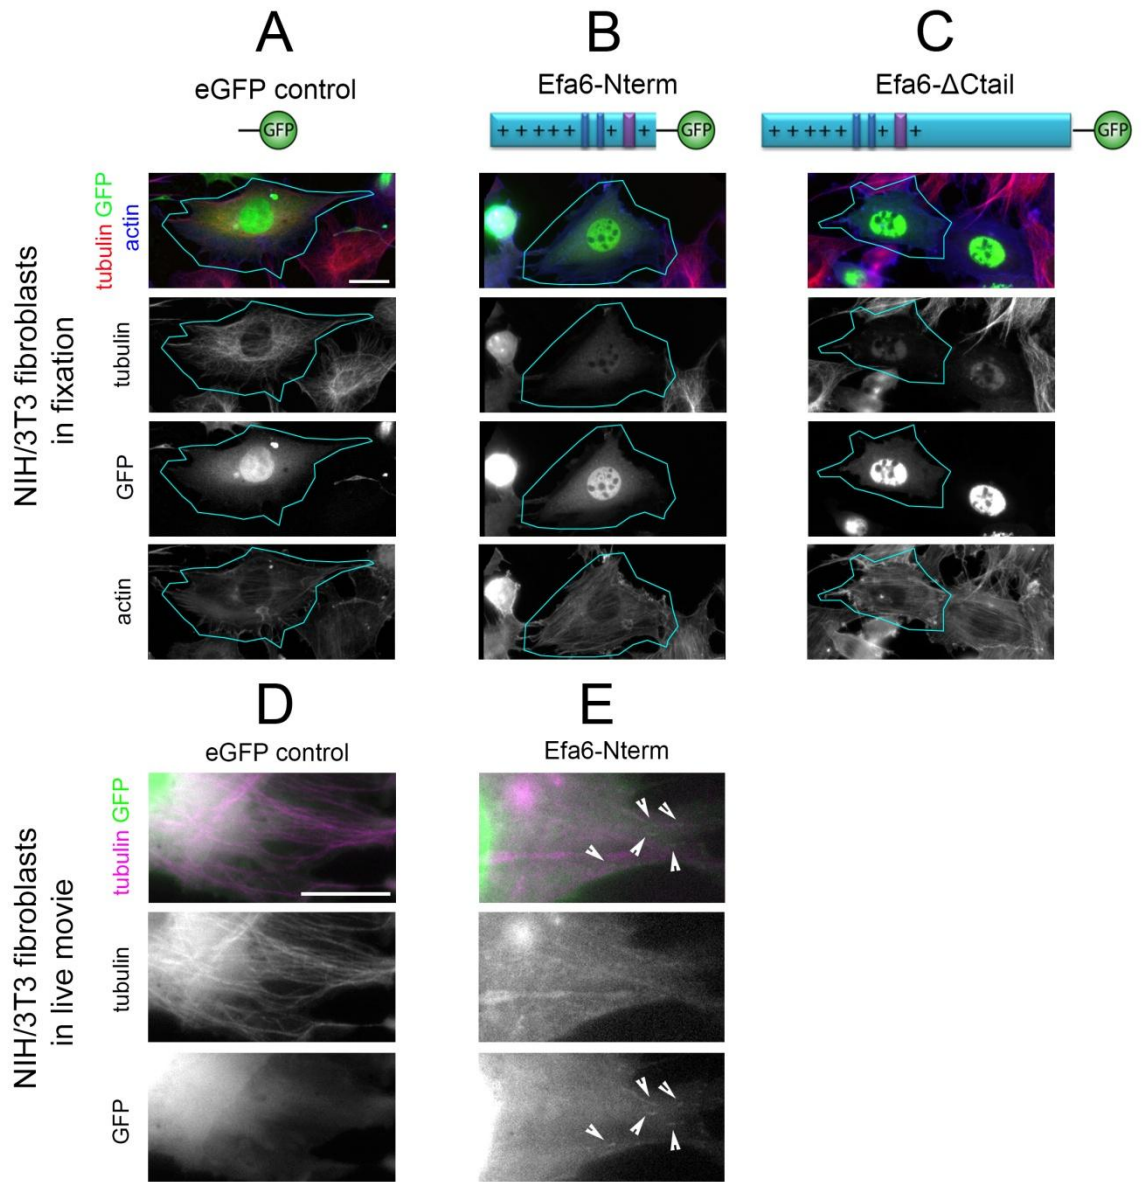 A
B
C
eGFP control
Efa6-Nterm
Efa6-ΔCtail
GFP
+ + + + + + + GFP
+ + + + + + + GFP
NIH/3T3 fibroblasts
in fixation
tubulin GFP
actin
tubulin
GFP
actin
D
E
eGFP control
Efa6-Nterm
NIH/3T3 fibroblasts
in live movie
tubulin GFP
tubulin
GFP